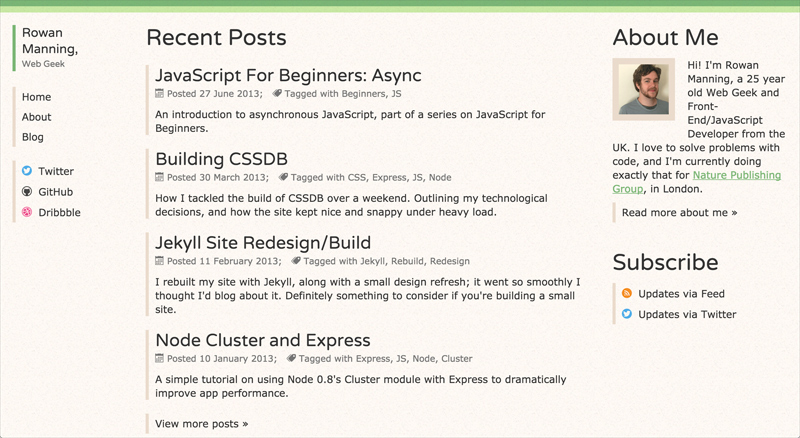 Rowan
Manning,
Web Geek
Home
About
Blog
Twitter
GitHub
Dribbble
Recent Posts
JavaScript For Beginners: Async
Posted 27 June 2013; Tagged with Beginners, JS
An introduction to asynchronous JavaScript, part of a series on JavaScript for
Beginners.
Building CSSDB
Posted 30 March 2013; Tagged with CSS, Express, JS, Node
How I tackled the build of CSSDB over a weekend. Outlining my technological
decisions, and how the site kept nice and snappy under heavy load.
Jekyll Site Redesign/Build
Posted 11 February 2013; Tagged with Jekyll, Rebuild, Redesign
I rebuilt my site with Jekyll, along with a small design refresh; it went so smoothly I
thought I'd blog about it. Definitely something to consider if you're building a small
site.
Node Cluster and Express
Posted 10 January 2013; Tagged with Express, JS, Node, Cluster
A simple tutorial on using Node 0.8's Cluster module with Express to dramatically
improve app performance.
View more posts »
About Me
Hi! I'm Rowan
Manning, a 25 year
old Web Geek and
Front-
End/JavaScript
Developer from the
UK. I love to solve problems with
code, and I'm currently doing
exactly that for Nature Publishing
Group, in London.
Read more about me »
Subscribe
Updates via Feed
Updates via Twitter